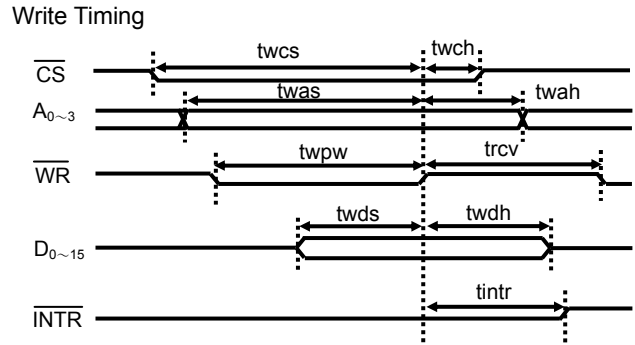 Write Timing
twcs twch
CS
twas twah
A0~3
twpw trcv
WR
twds twdh
D0~15
tintr
INTR